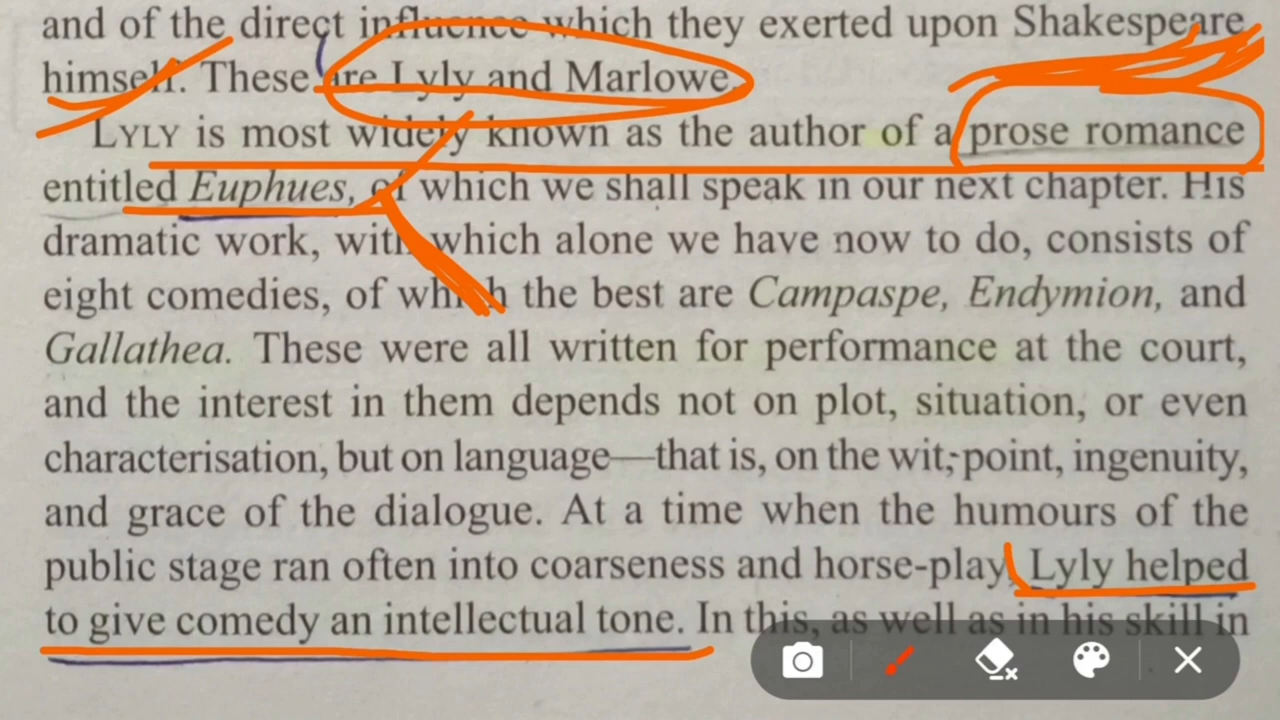 and of the direct influence which they exerted upon Shakespeare
himself. These are Lyly and Marlowe.
LYLY is most widely known as the author of a prose romance
entitled Euphues, of which we shall speak in our next chapter. His
dramatic work, with which alone we have now to do, consists of
eight comedies, of which the best are Campaspe, Endymion, and
Gallathea. These were all written for performance at the court,
and the interest in them depends not on plot, situation, or even
characterisation, but on language—that is, on the wit, point, ingenuity,
and grace of the dialogue. At a time when the humours of the
public stage ran often into coarseness and horse-play, Lyly helped
to give comedy an intellectual tone. In this, as well as in his skill in